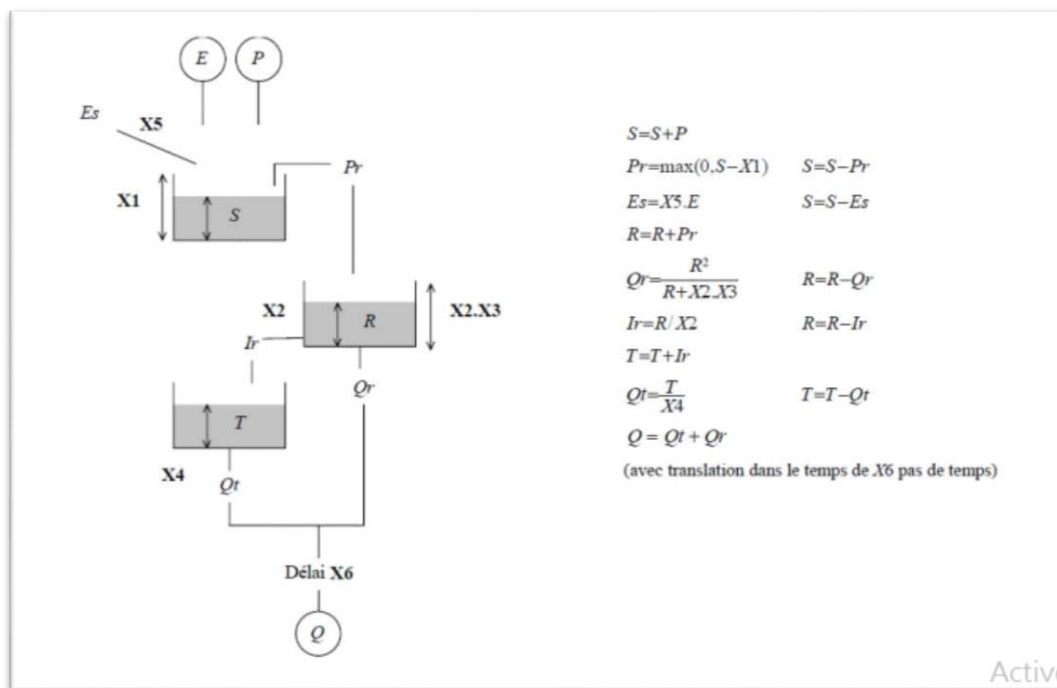 E P
Es
X5
Pr
X1
S
X2
R
X2.X3
Ir
Qr
T
X4
Qt
Délai X6
Q
S=S+P
Pr=max(0,S−X1) S=S−Pr
Es=X5.E S=S−Es
R=R+Pr
Qr=R²/(R+X2.X3) R=R−Qr
Ir=R/X2 R=R−Ir
T=T+Ir
Qt=T/X4 T=T−Qt
Q = Qt + Qr
(avec translation dans le temps de X6 pas de temps)
Active